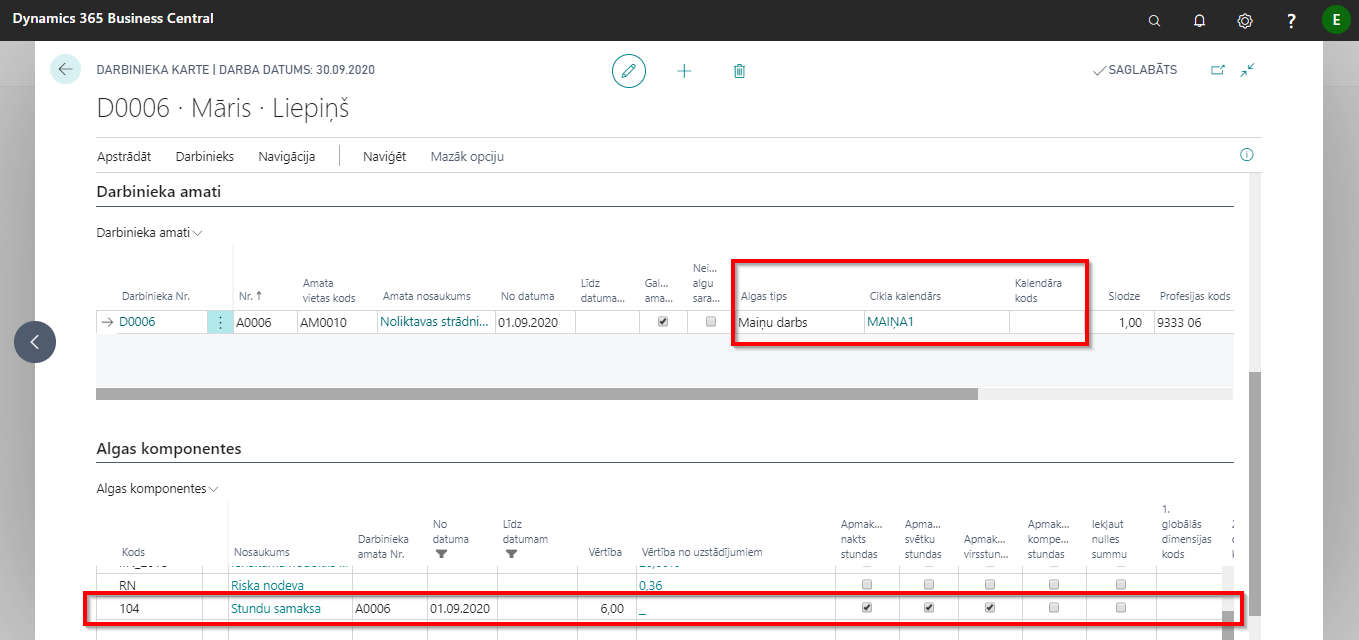 Dynamics 365 Business Central
?
E
DARBINIEKA KARTE | DARBA DATUMS: 30.09.2020
SAGLABĀTS
D0006 · Māris · Liepiņš
Apstrādāt Darbinieks Navigācija Naviģēt Mazāk opciju
Darbinieka amati
Darbinieka amati
Darbinieka Nr. Nr. ↑ Amata vietas kods Amata nosaukums No datuma Līdz datuma... Gal... ama... Nei... algu sara... Algas tips Cikla kalendārs Kalendāra kods Slodze Profesijas kods
D0006 A0006 AM0010 Noliktavas strādni... 01.09.2020 Maiņu darbs MAIŅA1 1,00 9333 06
Algas komponentes
Algas komponentes
Kods Nosaukums Darbinieka amata Nr. No datuma Līdz datumam Vērtība Vērtība no uzstādījumiem Apmak... nakts stundas Apma... svētku stundas Apmak... virsstun... Apmak... kompe... stundas Iekļaut nulles summu 1. globālās dimensijas kods
RN Riska nodeva 0,36
104 Stundu samaksa A0006 01.09.2020 6,00 _